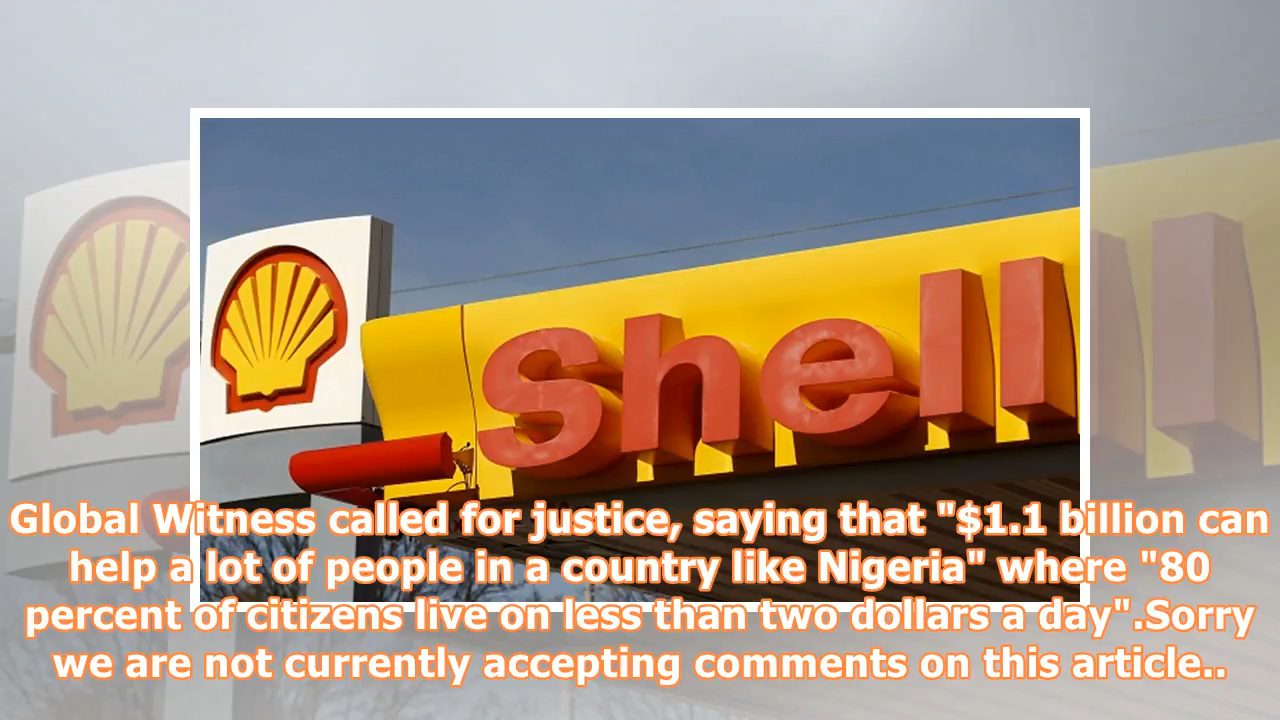 Shell
Global Witness called for justice, saying that "$1.1 billion can
help a lot of people in a country like Nigeria" where "80
percent of citizens live on less than two dollars a day".Sorry
we are not currently accepting comments on this article..